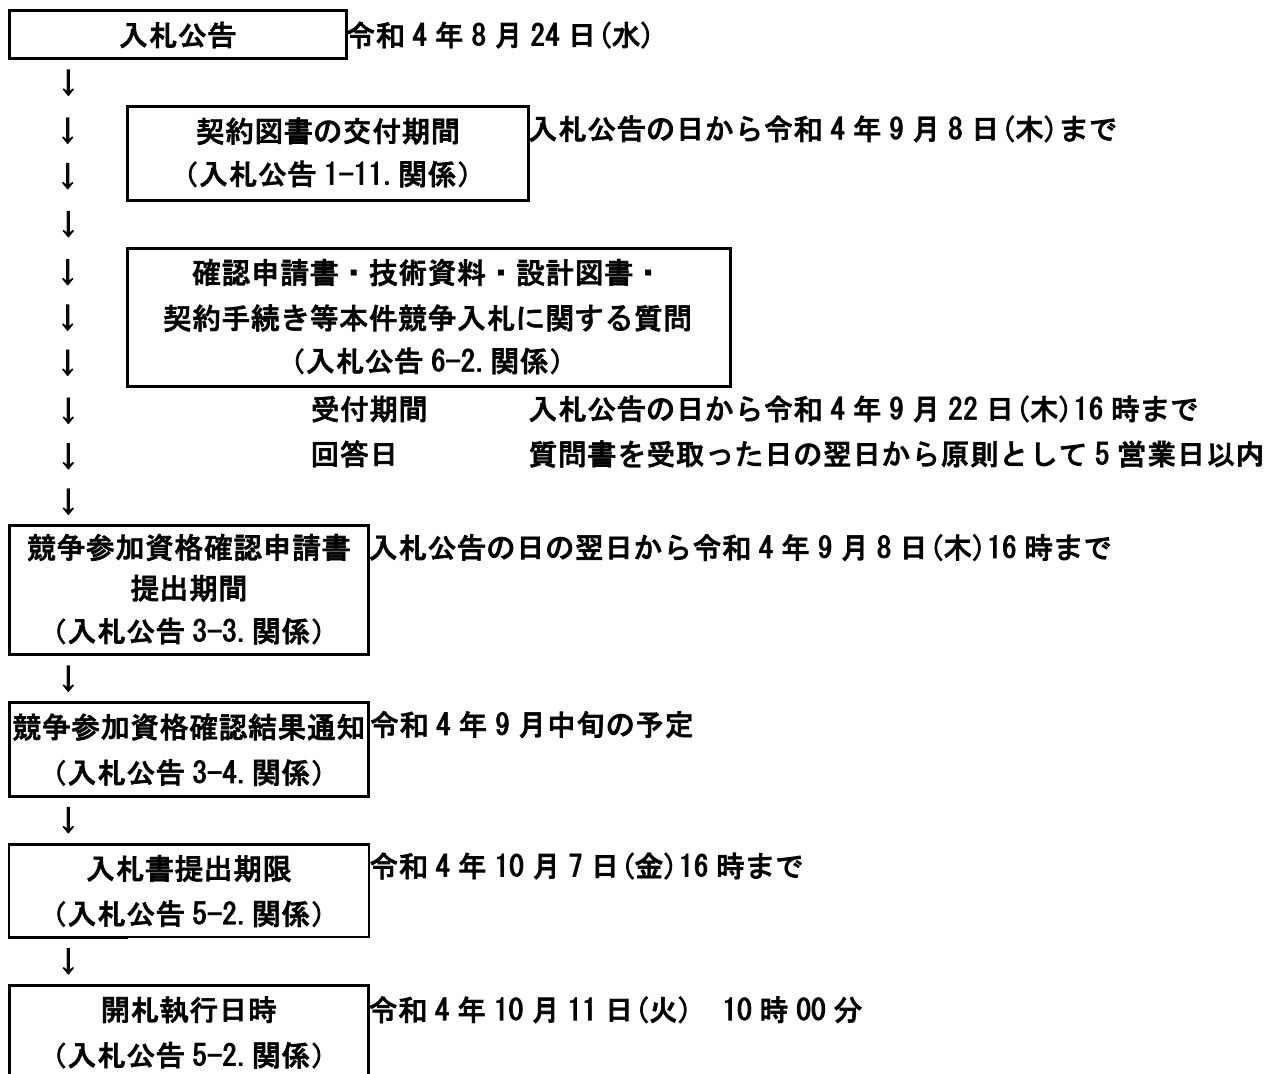 入札公告 令和4年8月24日(水)
↓
↓ 契約図書の交付期間 入札公告の日から令和4年9月8日(木)まで
↓ (入札公告1-11.関係)
↓
↓ 確認申請書・技術資料・設計図書・
↓ 契約手続き等本件競争入札に関する質問
↓ (入札公告6-2.関係)
↓ 受付期間 入札公告の日から令和4年9月22日(木)16時まで
↓ 回答日 質問書を受取った日の翌日から原則として5営業日以内
↓
競争参加資格確認申請書 入札公告の日の翌日から令和4年9月8日(木)16時まで
提出期間
(入札公告3-3.関係)
↓
競争参加資格確認結果通知 令和4年9月中旬の予定
(入札公告3-4.関係)
↓
入札書提出期限 令和4年10月7日(金)16時まで
(入札公告5-2.関係)
↓
開札執行日時 令和4年10月11日(火) 10時00分
(入札公告5-2.関係)